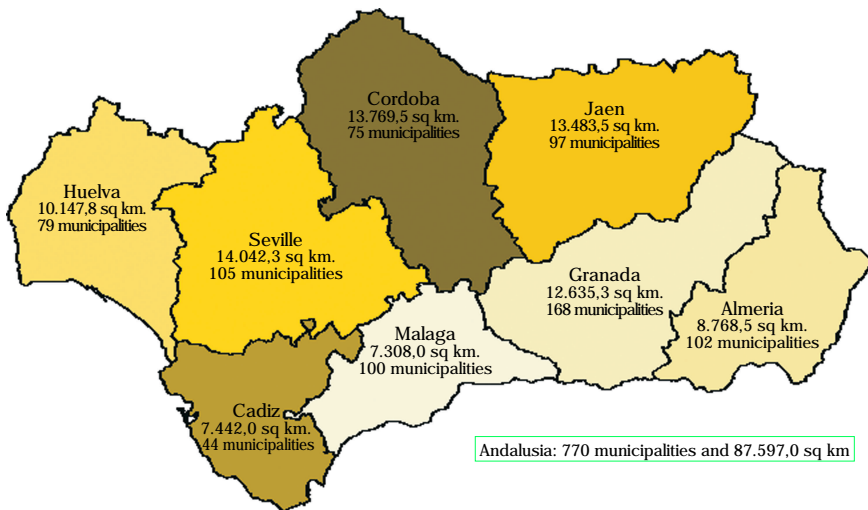 Cordoba
13.769,5 sq km.
75 municipalities
Jaen
13.483,5 sq km.
97 municipalities
Huelva
10.147,8 sq km.
79 municipalities
Seville
14.042,3 sq km.
105 municipalities
Granada
12.635,3 sq km.
168 municipalities
Almeria
8.768,5 sq km.
102 municipalities
Malaga
7.308,0 sq km.
100 municipalities
Cadiz
7.442,0 sq km.
44 municipalities
Andalusia: 770 municipalities and 87.597,0 sq km